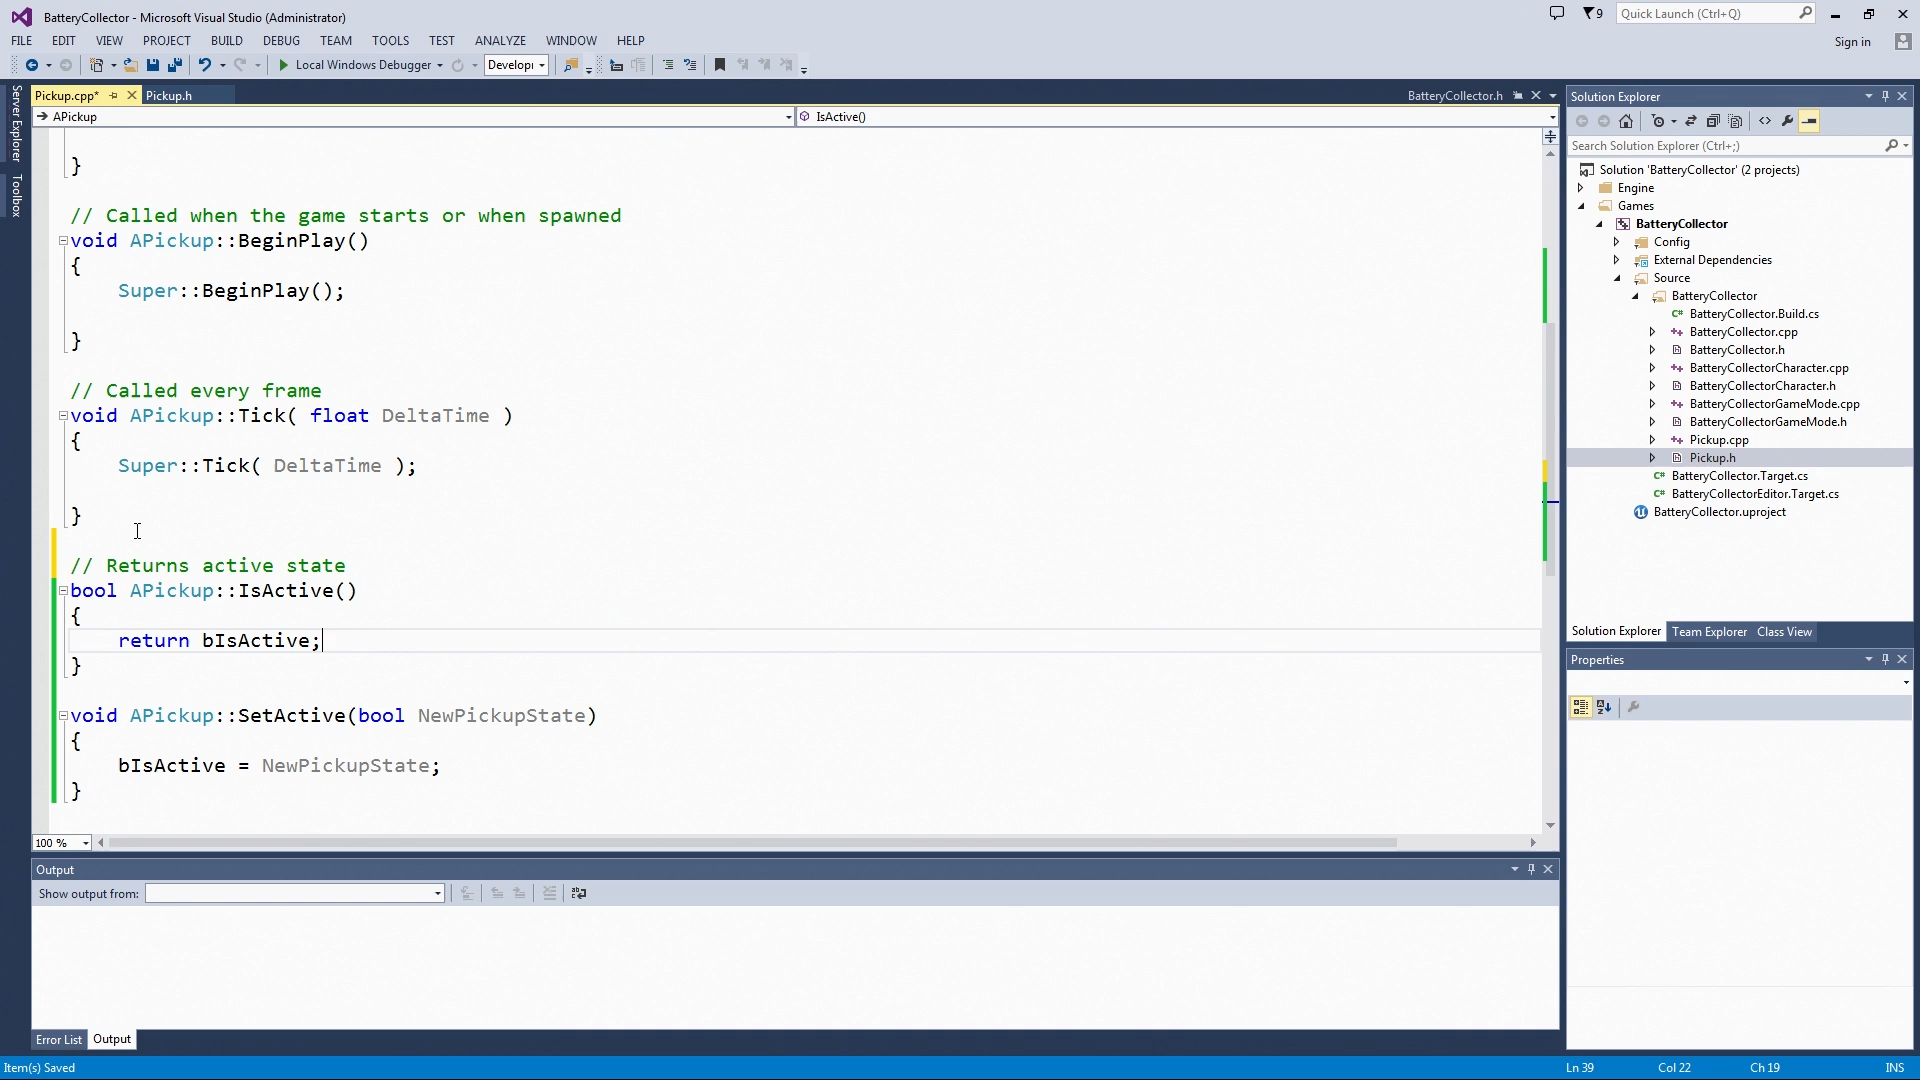 BatteryCollector - Microsoft Visual Studio (Administrator)
9
Quick Launch (Ctrl+Q)
FILE EDIT VIEW PROJECT BUILD DEBUG TEAM TOOLS TEST ANALYZE WINDOW HELP
Sign in
Local Windows Debugger
Develop
Server Explorer
Toolbox
Pickup.cpp*
Pickup.h
BatteryCollector.h
APickup
IsActive()
}
// Called when the game starts or when spawned
void APickup::BeginPlay()
{
Super::BeginPlay();
}
// Called every frame
void APickup::Tick( float DeltaTime )
{
Super::Tick( DeltaTime );
}
// Returns active state
bool APickup::IsActive()
{
return bIsActive;
}
void APickup::SetActive(bool NewPickupState)
{
bIsActive = NewPickupState;
}
100 %
Output
Show output from:
Error List
Output
Solution Explorer
Search Solution Explorer (Ctrl+;)
Solution 'BatteryCollector' (2 projects)
Engine
Games
BatteryCollector
Config
External Dependencies
Source
BatteryCollector
BatteryCollector.Build.cs
BatteryCollector.cpp
BatteryCollector.h
BatteryCollectorCharacter.cpp
BatteryCollectorCharacter.h
BatteryCollectorGameMode.cpp
BatteryCollectorGameMode.h
Pickup.cpp
Pickup.h
BatteryCollector.Target.cs
BatteryCollectorEditor.Target.cs
BatteryCollector.uproject
Solution Explorer Team Explorer Class View
Properties
Item(s) Saved
Ln 39 Col 22 Ch 19 INS